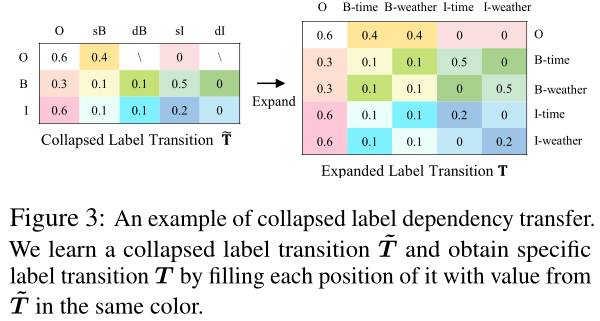 O sB dB sI dI
O 0.6 0.4 \ 0 \
B 0.3 0.1 0.1 0.5 0
I 0.6 0.1 0.1 0.2 0
Collapsed Label Transition T̃
Expand
O B-time B-weather I-time I-weather
0.6 0.4 0.4 0 0 O
0.3 0.1 0.1 0.5 0 B-time
0.3 0.1 0.1 0 0.5 B-weather
0.6 0.1 0.1 0.2 0 I-time
0.6 0.1 0.1 0 0.2 I-weather
Expanded Label Transition T
Figure 3: An example of collapsed label dependency transfer.
We learn a collapsed label transition T̃ and obtain specific
label transition T by filling each position of it with value from
T̃ in the same color.